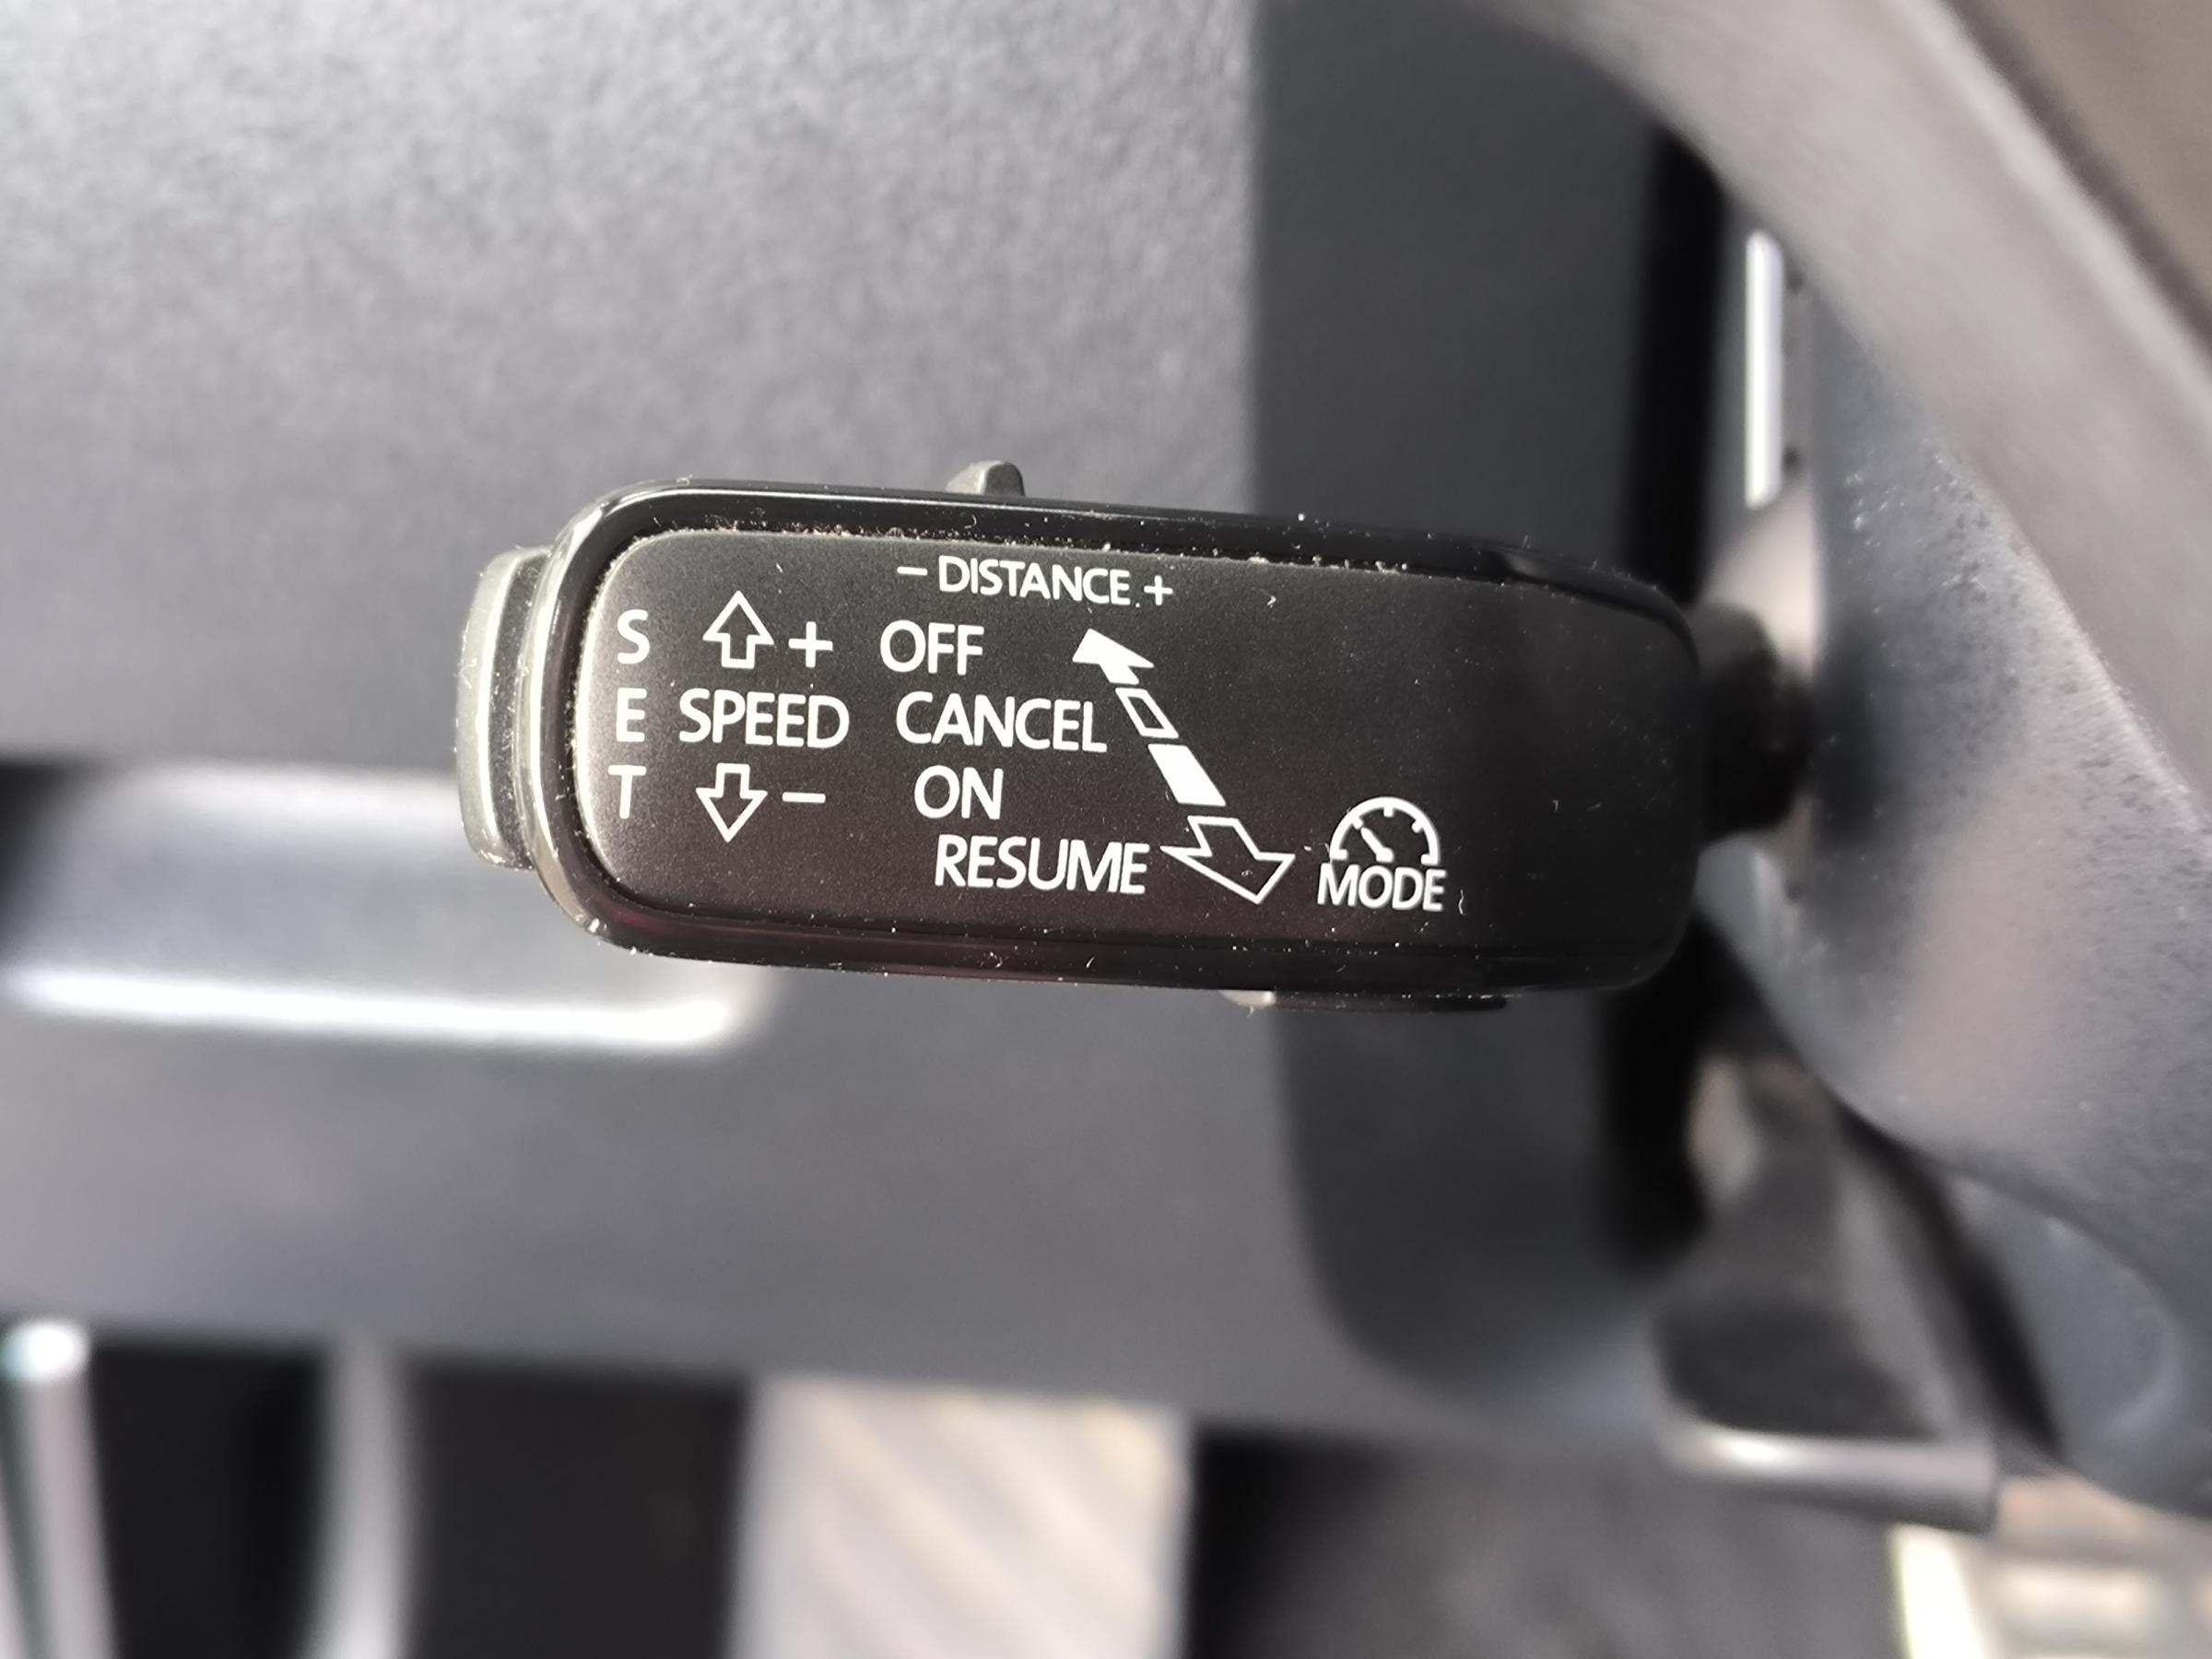 − DISTANCE +
S + OFF
E SPEED CANCEL
T − ON
RESUME
MODE